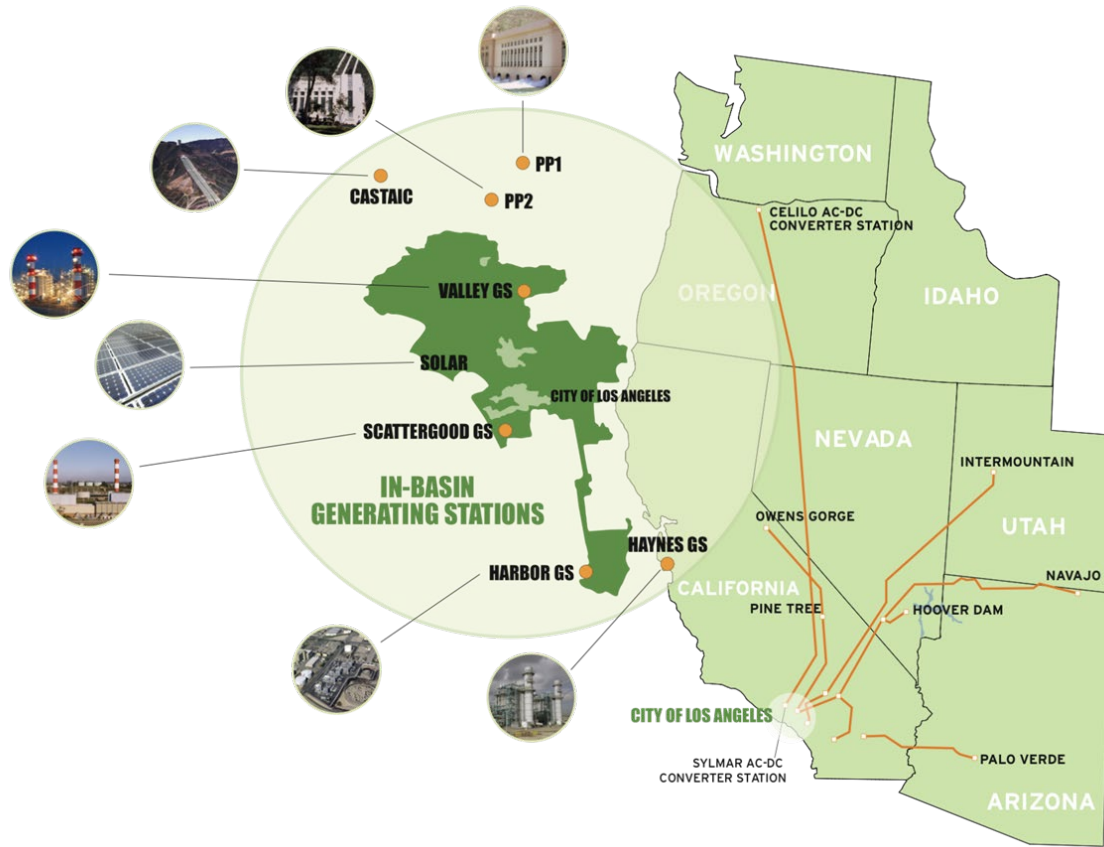 PP1
CASTAIC
PP2
VALLEY GS
SOLAR
CITY OF LOS ANGELES
SCATTERGOOD GS
IN-BASIN
GENERATING STATIONS
HAYNES GS
HARBOR GS
WASHINGTON
CELILO AC-DC
CONVERTER STATION
OREGON
IDAHO
NEVADA
INTERMOUNTAIN
OWENS GORGE
UTAH
NAVAJO
CALIFORNIA
PINE TREE
HOOVER DAM
CITY OF LOS ANGELES
SYLMAR AC-DC
CONVERTER STATION
PALO VERDE
ARIZONA